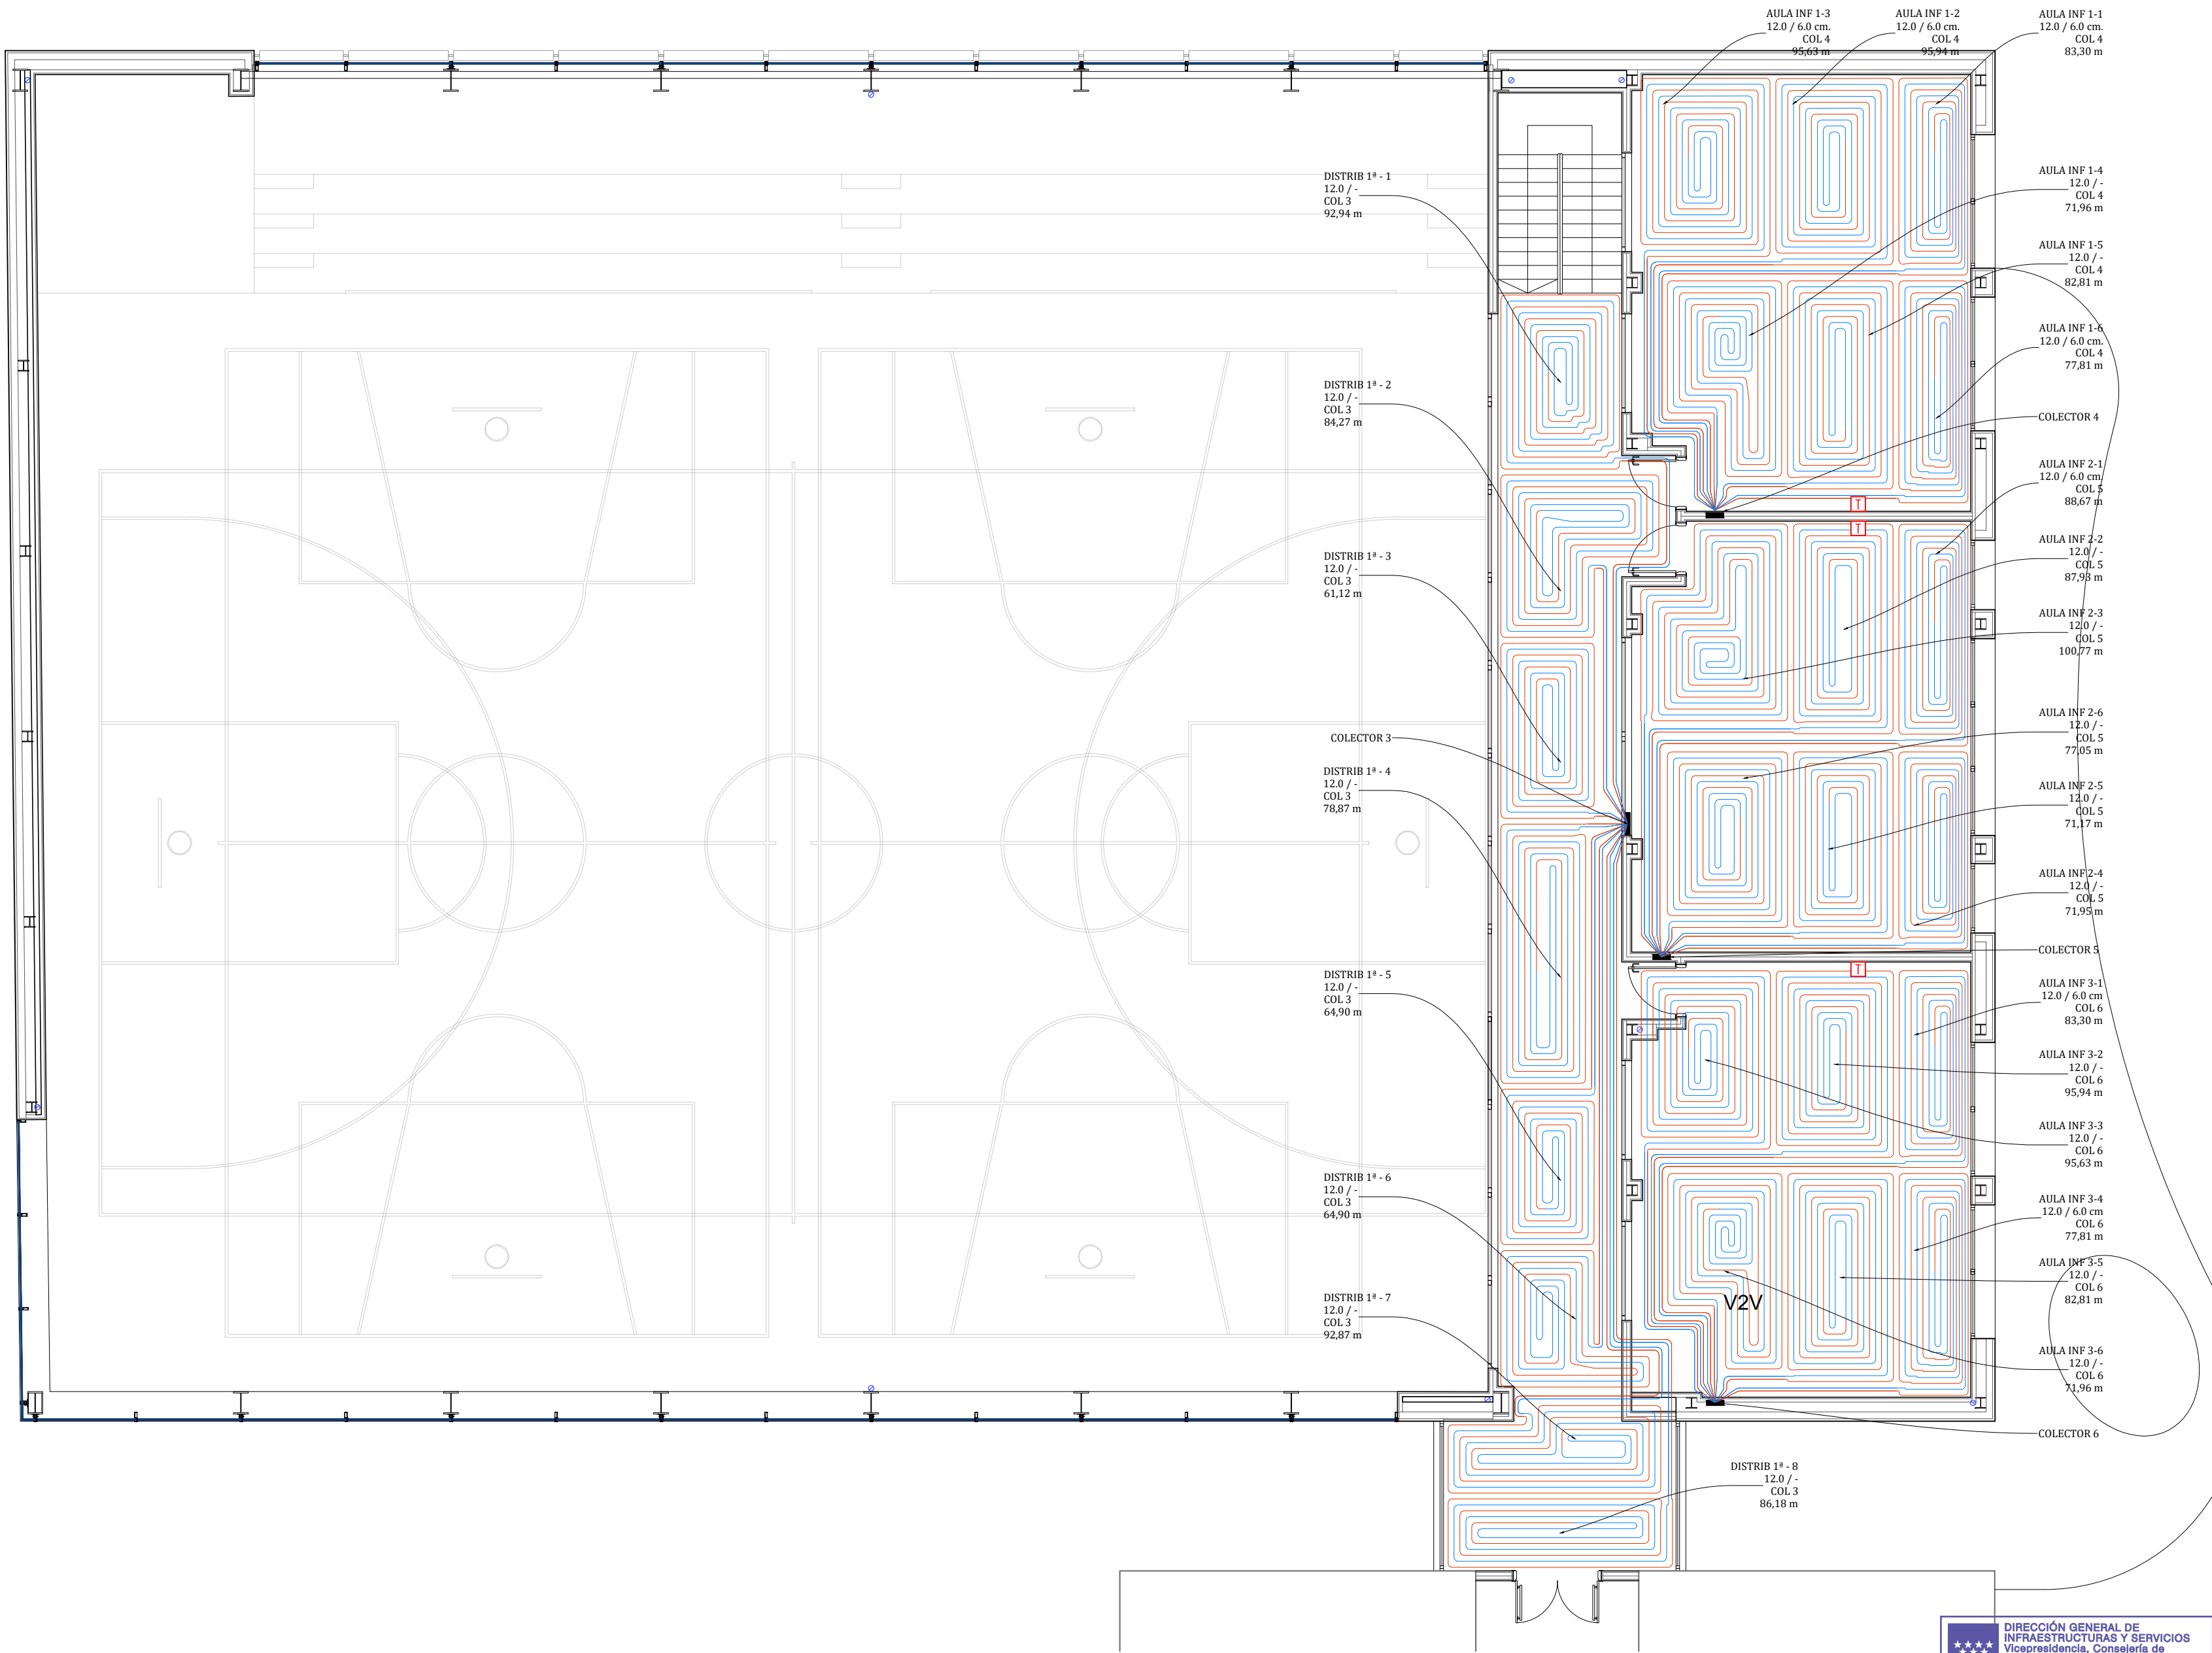 AULA INF 1-3
12.0 / 6.0 cm.
COL 4
95,63 m
AULA INF 1-2
12.0 / 6.0 cm.
COL 4
95,94 m
AULA INF 1-1
12.0 / 6.0 cm.
COL 4
83,30 m
DISTRIB 1ª - 1
12.0 / -
COL 3
92,94 m
AULA INF 1-4
12.0 / -
COL 4
71,96 m
AULA INF 1-5
12.0 / -
COL 4
82,81 m
AULA INF 1-6
12.0 / 6.0 cm.
COL 4
77,81 m
DISTRIB 1ª - 2
12.0 / -
COL 3
84,27 m
COLECTOR 4
AULA INF 2-1
12.0 / 6.0 cm.
COL 5
88,67 m
T
T
DISTRIB 1ª - 3
12.0 / -
COL 3
61,12 m
AULA INF 2-2
12.0 / -
COL 5
87,93 m
AULA INF 2-3
12.0 / -
COL 5
100,77 m
AULA INF 2-6
12.0 / -
COL 5
77,05 m
COLECTOR 3
DISTRIB 1ª - 4
12.0 / -
COL 3
78,87 m
AULA INF 2-5
12.0 / -
COL 5
71,17 m
AULA INF 2-4
12.0 / -
COL 5
71,95 m
COLECTOR 5
T
DISTRIB 1ª - 5
12.0 / -
COL 3
64,90 m
AULA INF 3-1
12.0 / 6.0 cm
COL 6
83,30 m
AULA INF 3-2
12.0 / -
COL 6
95,94 m
AULA INF 3-3
12.0 / -
COL 6
95,63 m
DISTRIB 1ª - 6
12.0 / -
COL 3
64,90 m
AULA INF 3-4
12.0 / 6.0 cm
COL 6
77,81 m
AULA INF 3-5
12.0 / -
COL 6
82,81 m
V2V
DISTRIB 1ª - 7
12.0 / -
COL 3
92,87 m
AULA INF 3-6
12.0 / -
COL 6
71,96 m
COLECTOR 6
DISTRIB 1ª - 8
12.0 / -
COL 3
86,18 m
DIRECCIÓN GENERAL DE
INFRAESTRUCTURAS Y SERVICIOS
Vicepresidencia, Consejería de